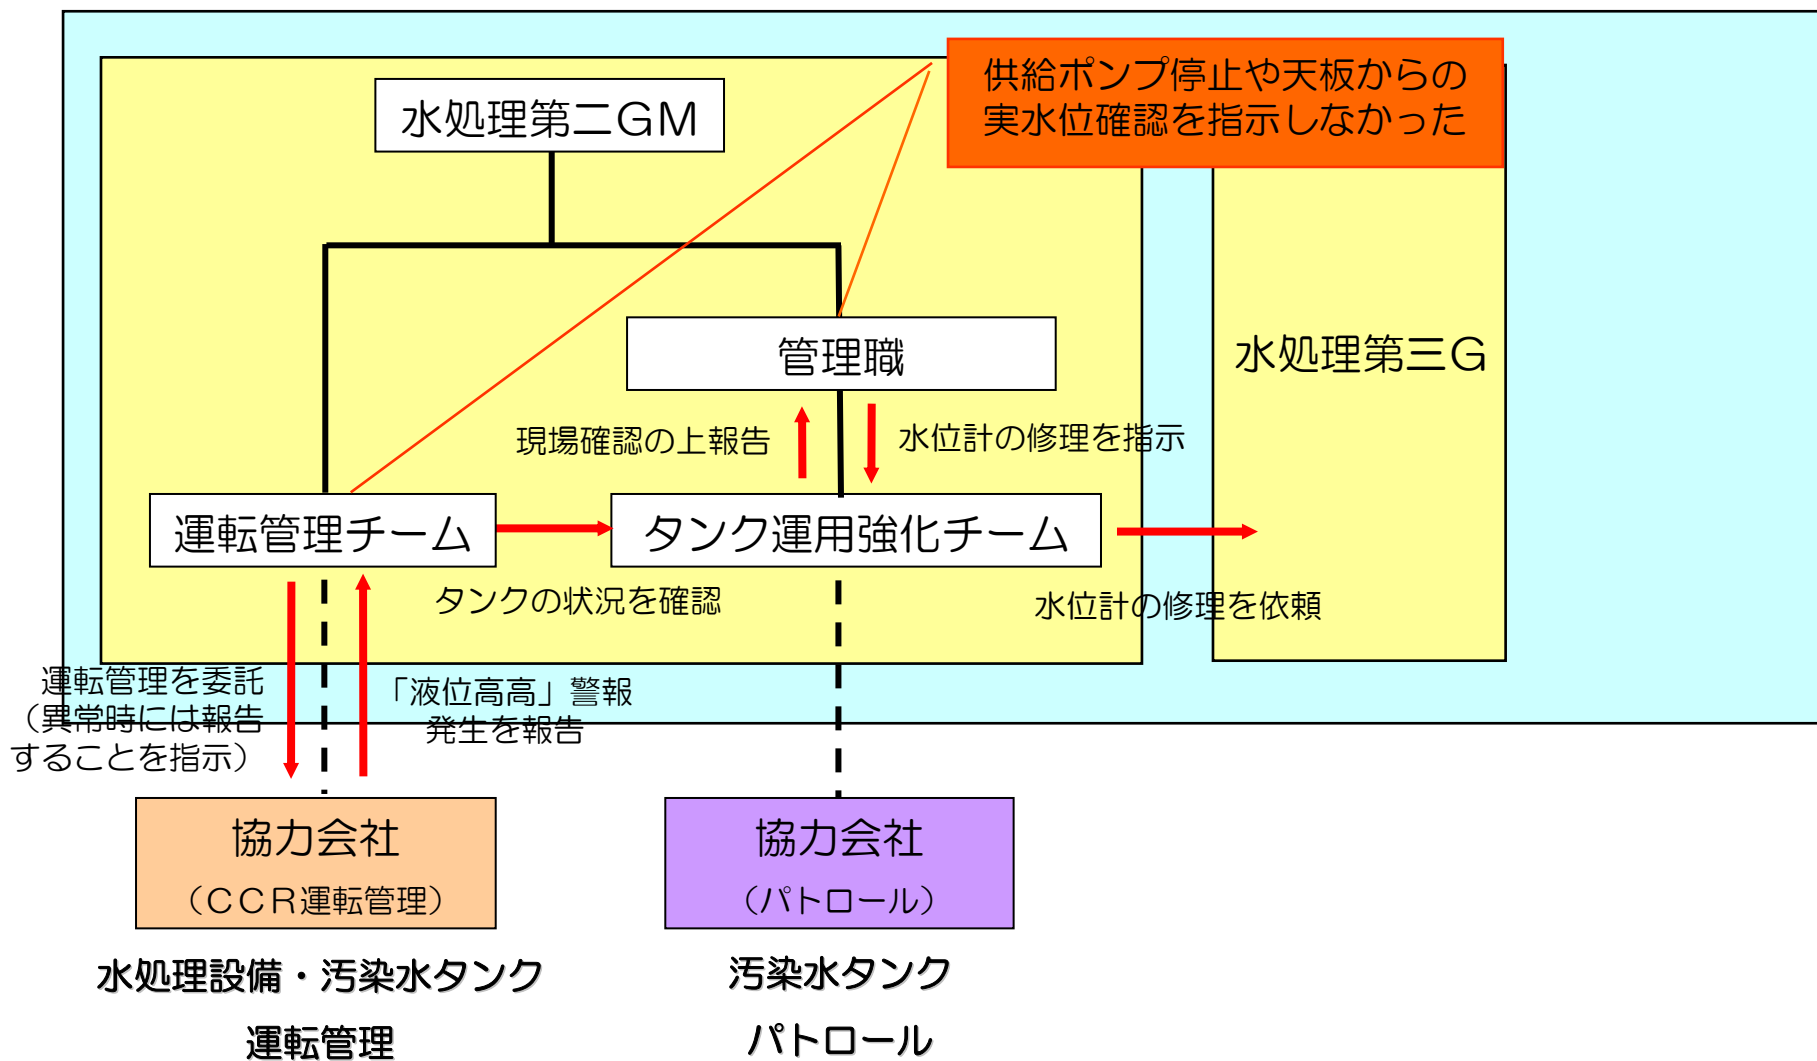 供給ポンプ停止や天板からの
実水位確認を指示しなかった
水処理第二GM
水処理第三G
管理職
現場確認の上報告
水位計の修理を指示
運転管理チーム
タンク運用強化チーム
タンクの状況を確認
水位計の修理を依頼
運転管理を委託
（異常時には報告
することを指示）
「液位高高」警報
発生を報告
協力会社
（CCR運転管理）
協力会社
（パトロール）
水処理設備・汚染水タンク
運転管理
汚染水タンク
パトロール